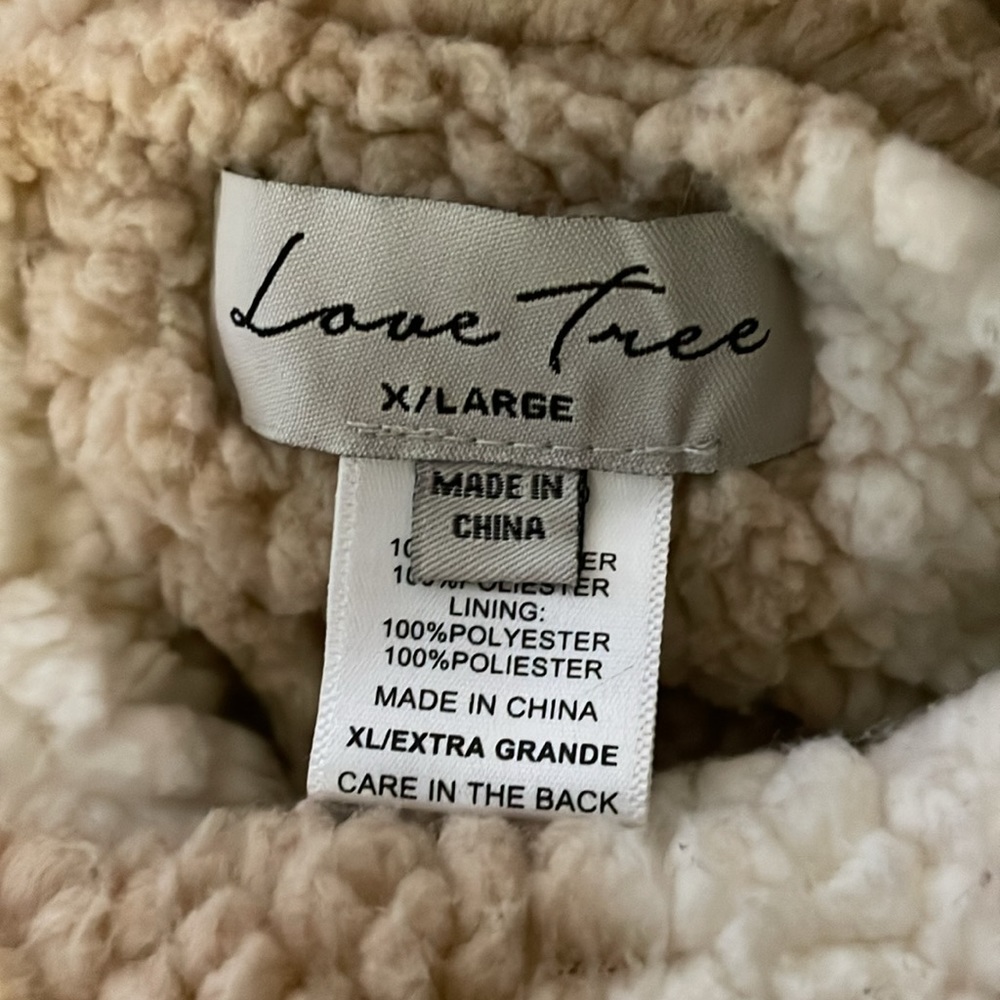 Love Tree
X/LARGE
MADE IN
CHINA
LINING:
100%POLYESTER
100%POLIESTER
MADE IN CHINA
XL/EXTRA GRANDE
CARE IN THE BACK